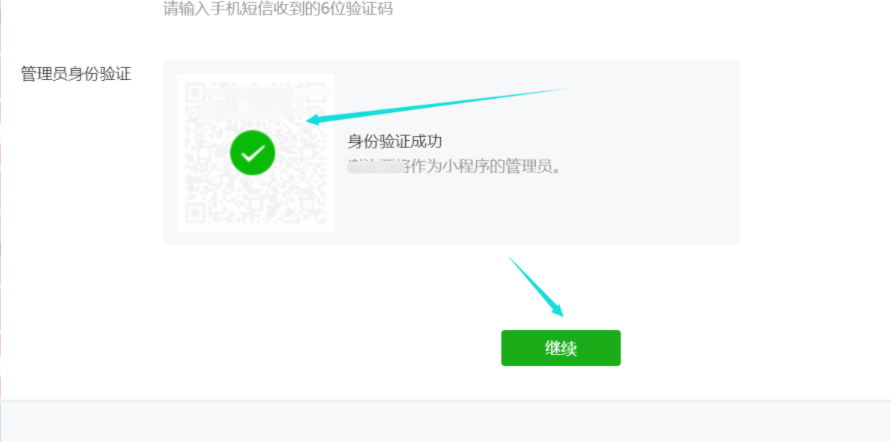 请输入手机短信收到的6位验证码
管理员身份验证
身份验证成功
将作为小程序的管理员。
继续